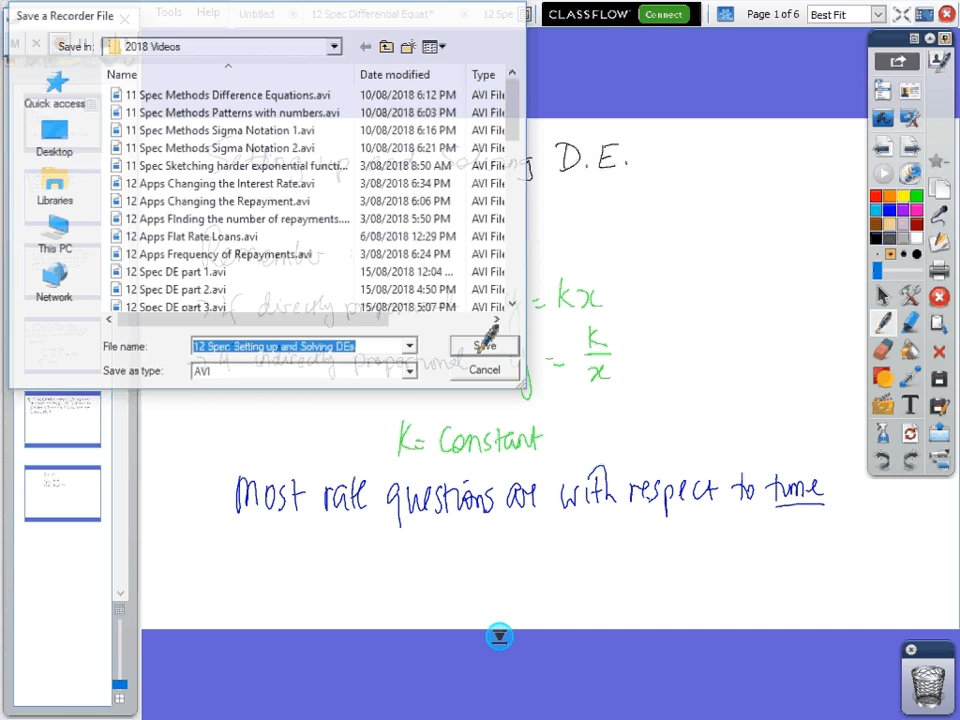 Save a Recorder File
Tools Help Untitled 12 Spec Differential Equat* 12 Spe
CLASSFLOW Connect
Page 1 of 6 Best Fit
Save in: 2018 Videos
Name Date modified Type
Quick access
Desktop
Libraries
This PC
Network
11 Spec Methods Difference Equations.avi 10/08/2018 6:12 PM AVI File
11 Spec Methods Patterns with numbers.avi 10/08/2018 6:03 PM AVI File
11 Spec Methods Sigma Notation 1.avi 10/08/2018 6:16 PM AVI File
11 Spec Methods Sigma Notation 2.avi 10/08/2018 6:21 PM AVI File
11 Spec Sketching harder exponential functi... 3/08/2018 8:50 AM AVI File
12 Apps Changing the Interest Rate.avi 3/08/2018 6:34 PM AVI File
12 Apps Changing the Repayment.avi 3/08/2018 6:06 PM AVI File
12 Apps FInding the number of repayments.... 3/08/2018 5:50 PM AVI File
12 Apps Flat Rate Loans.avi 6/08/2018 12:29 PM AVI File
12 Apps Frequency of Repayments.avi 3/08/2018 6:24 PM AVI File
12 Spec DE part 1.avi 15/08/2018 12:04 ... AVI File
12 Spec DE part 2.avi 15/08/2018 4:50 PM AVI File
12 Spec DE part 3.avi 15/08/2018 5:07 PM AVI File
File name: 12 Spec Setting up and Solving DEs Save
Save as type: AVI Cancel
Setting up and Solving D.E.
Remember
if directly prop y = kx
if indirectly proportional y = k/x
K = Constant
Most rate questions are with respect to time